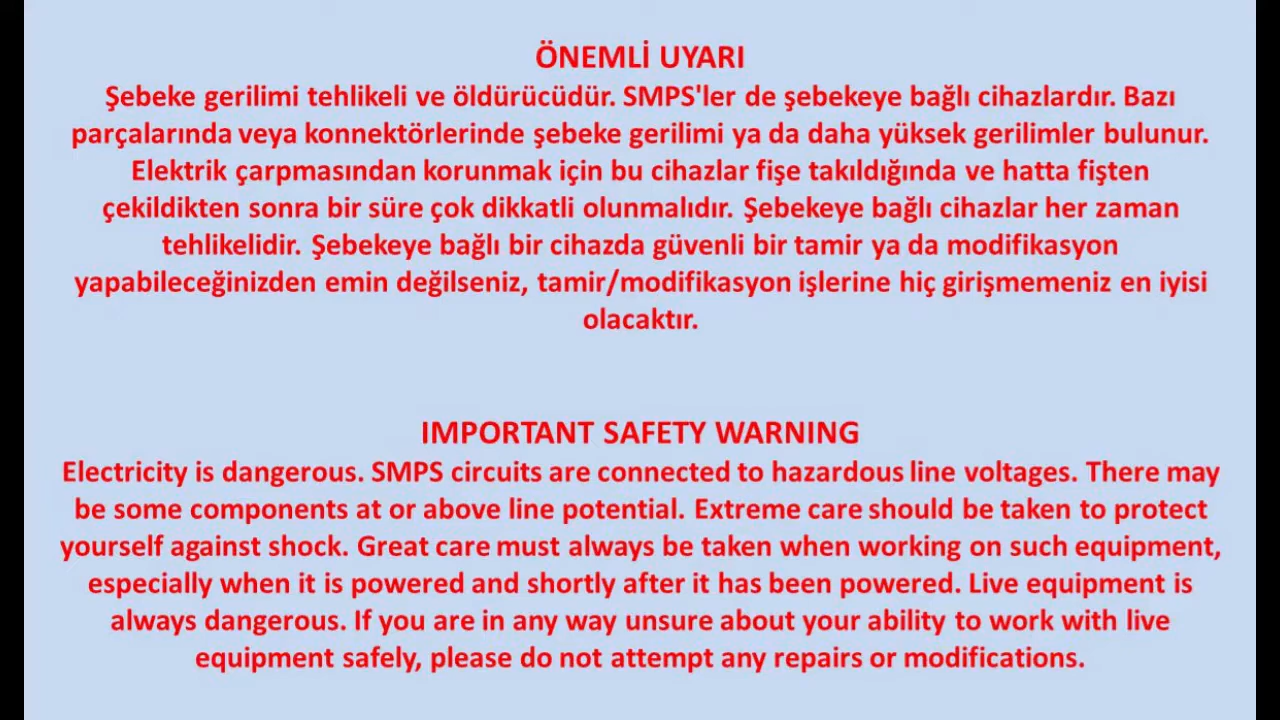 ÖNEMLİ UYARI
Şebeke gerilimi tehlikeli ve öldürücüdür. SMPS'ler de şebekeye bağlı cihazlardır. Bazı
parçalarında veya konnektörlerinde şebeke gerilimi ya da daha yüksek gerilimler bulunur.
Elektrik çarpmasından korunmak için bu cihazlar fişe takıldığında ve hatta fişten
çekildikten sonra bir süre çok dikkatli olunmalıdır. Şebekeye bağlı cihazlar her zaman
tehlikelidir. Şebekeye bağlı bir cihazda güvenli bir tamir ya da modifikasyon
yapabileceğinizden emin değilseniz, tamir/modifikasyon işlerine hiç girişmemeniz en iyisi
olacaktır.
IMPORTANT SAFETY WARNING
Electricity is dangerous. SMPS circuits are connected to hazardous line voltages. There may
be some components at or above line potential. Extreme care should be taken to protect
yourself against shock. Great care must always be taken when working on such equipment,
especially when it is powered and shortly after it has been powered. Live equipment is
always dangerous. If you are in any way unsure about your ability to work with live
equipment safely, please do not attempt any repairs or modifications.